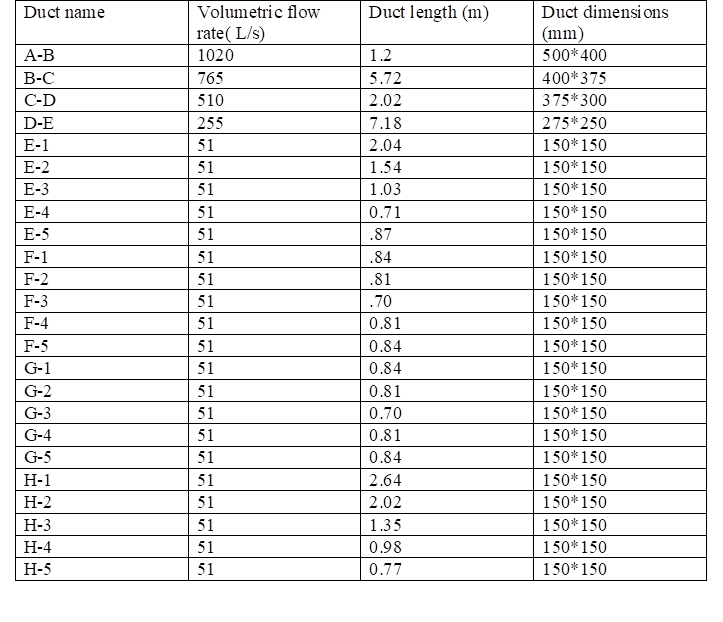 Duct name Volumetric flow rate( L/s) Duct length (m) Duct dimensions (mm)
A-B 1020 1.2 500*400
B-C 765 5.72 400*375
C-D 510 2.02 375*300
D-E 255 7.18 275*250
E-1 51 2.04 150*150
E-2 51 1.54 150*150
E-3 51 1.03 150*150
E-4 51 0.71 150*150
E-5 51 .87 150*150
F-1 51 .84 150*150
F-2 51 .81 150*150
F-3 51 .70 150*150
F-4 51 0.81 150*150
F-5 51 0.84 150*150
G-1 51 0.84 150*150
G-2 51 0.81 150*150
G-3 51 0.70 150*150
G-4 51 0.81 150*150
G-5 51 0.84 150*150
H-1 51 2.64 150*150
H-2 51 2.02 150*150
H-3 51 1.35 150*150
H-4 51 0.98 150*150
H-5 51 0.77 150*150